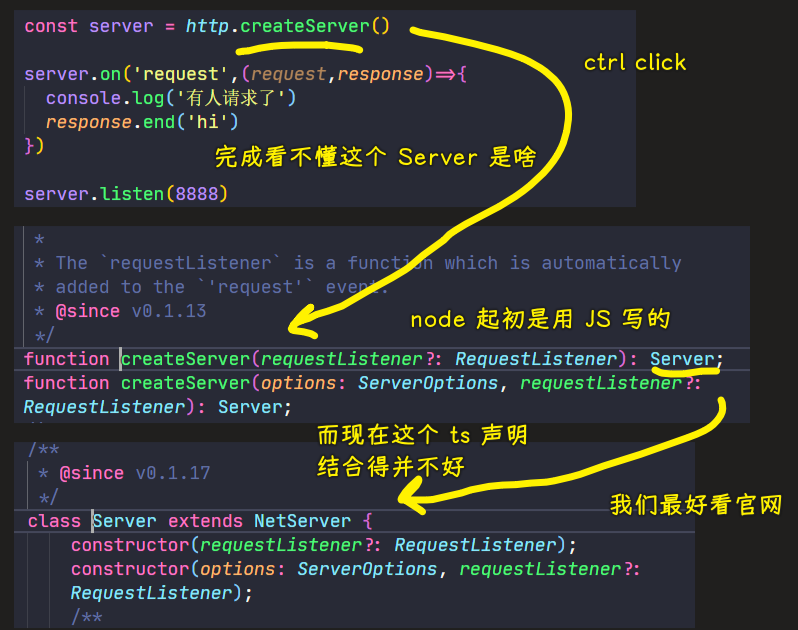 const server = http.createServer()
ctrl click
server.on('request',(request,response)=>{
console.log('有人请求了')
response.end('hi')
})
完成看不懂这个 Server 是啥
server.listen(8888)
*
* The `requestListener` is a function which is automatically
* added to the `'request'` event.
* @since v0.1.13
*/
node 起初是用 JS 写的
function createServer(requestListener?: RequestListener): Server;
function createServer(options: ServerOptions, requestListener?:
RequestListener): Server;
而现在这个 ts 声明
结合得并不好
/**
* @since v0.1.17
*/
我们最好看官网
class Server extends NetServer {
constructor(requestListener?: RequestListener);
constructor(options: ServerOptions, requestListener?:
RequestListener);
/**